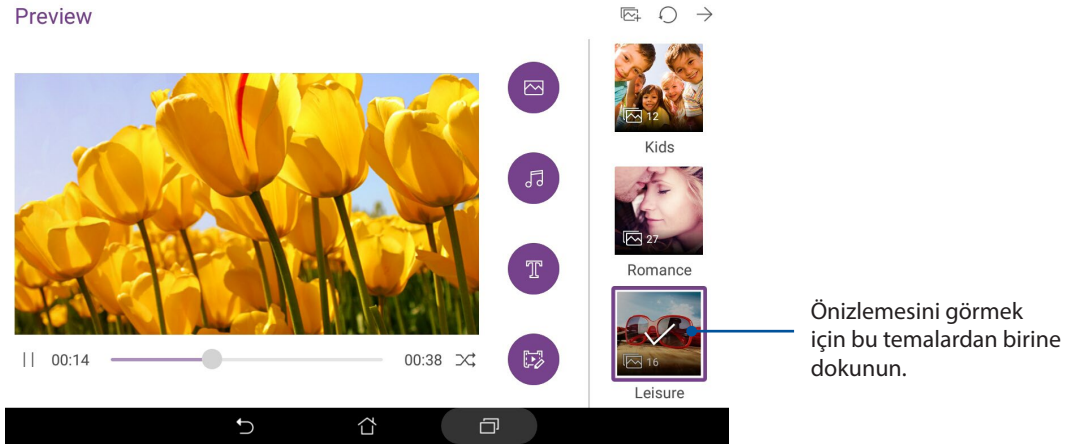 Preview
12
Kids
27
Romance
16
Leisure
00:14
00:38
T
Önizlemesini görmek
için bu temalardan birine
dokunun.